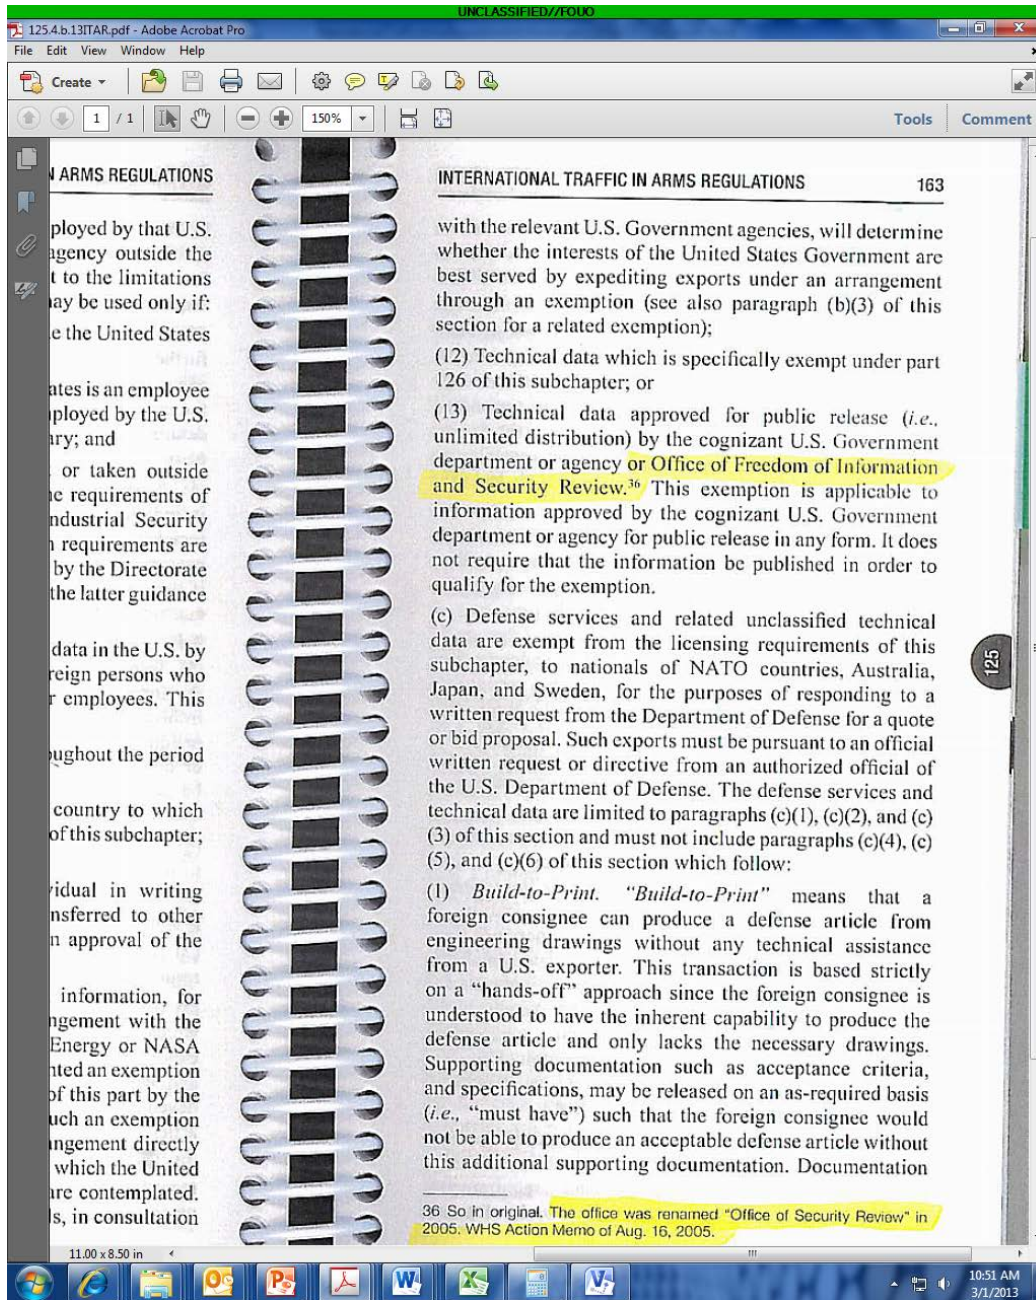 UNCLASSIFIED//FOUO
125.4.b.13ITAR.pdf - Adobe Acrobat Pro
File Edit View Window Help
Create
1 / 1
150%
Tools
Comment
N ARMS REGULATIONS
ployed by that U.S.
agency outside the
t to the limitations
nay be used only if:
e the United States
ates is an employee
nployed by the U.S.
ry; and
or taken outside
e requirements of
ndustrial Security
n requirements are
by the Directorate
the latter guidance
data in the U.S. by
reign persons who
r employees. This
oughout the period
country to which
of this subchapter;
vidual in writing
nsferred to other
n approval of the
information, for
ngement with the
Energy or NASA
nted an exemption
of this part by the
uch an exemption
ngement directly
which the United
are contemplated.
ls, in consultation
INTERNATIONAL TRAFFIC IN ARMS REGULATIONS 163
with the relevant U.S. Government agencies, will determine
whether the interests of the United States Government are
best served by expediting exports under an arrangement
through an exemption (see also paragraph (b)(3) of this
section for a related exemption);
(12) Technical data which is specifically exempt under part
126 of this subchapter; or
(13) Technical data approved for public release (i.e.,
unlimited distribution) by the cognizant U.S. Government
department or agency or Office of Freedom of Information
and Security Review.36 This exemption is applicable to
information approved by the cognizant U.S. Government
department or agency for public release in any form. It does
not require that the information be published in order to
qualify for the exemption.
(c) Defense services and related unclassified technical
data are exempt from the licensing requirements of this
subchapter, to nationals of NATO countries, Australia,
Japan, and Sweden, for the purposes of responding to a
written request from the Department of Defense for a quote
or bid proposal. Such exports must be pursuant to an official
written request or directive from an authorized official of
the U.S. Department of Defense. The defense services and
technical data are limited to paragraphs (c)(1), (c)(2), and (c)
(3) of this section and must not include paragraphs (c)(4), (c)
(5), and (c)(6) of this section which follow:
(1) Build-to-Print. "Build-to-Print" means that a
foreign consignee can produce a defense article from
engineering drawings without any technical assistance
from a U.S. exporter. This transaction is based strictly
on a "hands-off" approach since the foreign consignee is
understood to have the inherent capability to produce the
defense article and only lacks the necessary drawings.
Supporting documentation such as acceptance criteria,
and specifications, may be released on an as-required basis
(i.e., "must have") such that the foreign consignee would
not be able to produce an acceptable defense article without
this additional supporting documentation. Documentation
36 So in original. The office was renamed "Office of Security Review" in
2005. WHS Action Memo of Aug. 16, 2005.
125
11.00 x 8.50 in
10:51 AM
3/1/2013